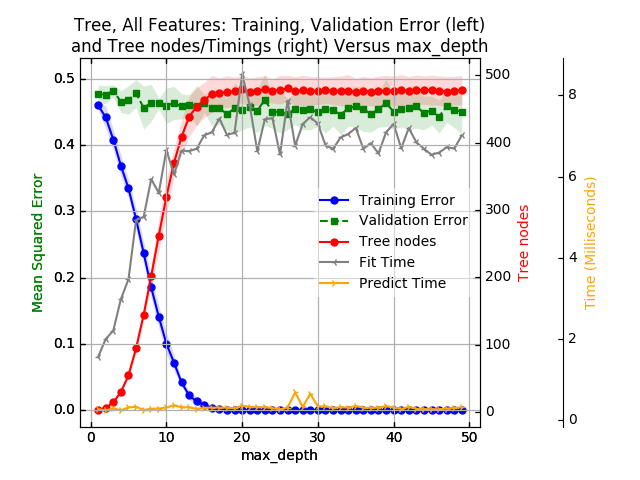 Tree, All Features: Training, Validation Error (left)
and Tree nodes/Timings (right) Versus max_depth
Mean Squared Error
0.5
0.4
0.3
0.2
0.1
0.0
0
10
20
30
40
50
max_depth
Training Error
Validation Error
Tree nodes
Fit Time
Predict Time
500
400
300
200
100
0
Tree nodes
8
6
4
2
0
Time (Milliseconds)